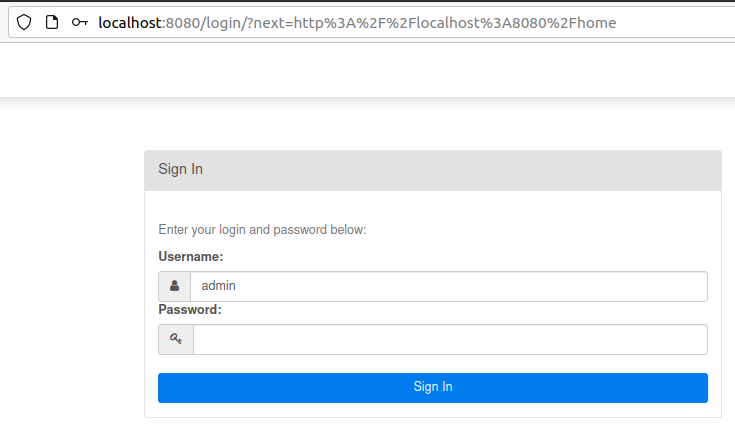 localhost:8080/login/?next=http%3A%2F%2Flocalhost%3A8080%2Fhome
Sign In
Enter your login and password below:
Username:
admin
Password:
Sign In